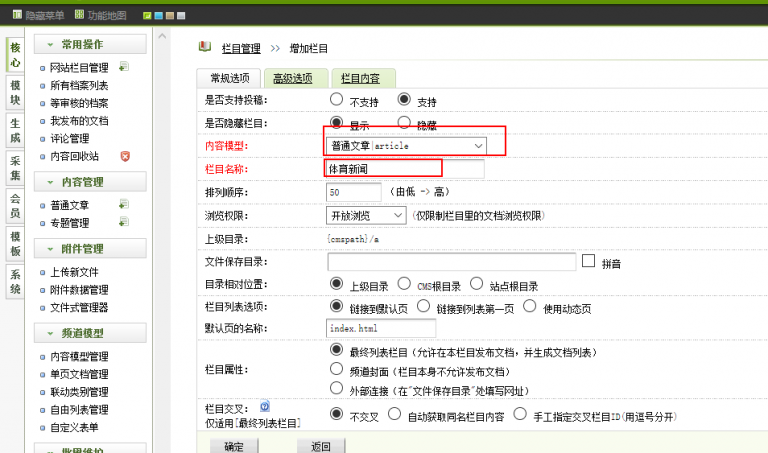 隐藏菜单 功能地图
核心
模块
生成
采集
会员
模板
系统
常用操作
网站栏目管理
所有档案列表
等审核的档案
我发布的文档
评论管理
内容回收站
内容管理
普通文章
专题管理
附件管理
上传新文件
附件数据管理
文件式管理器
频道模型
内容模型管理
单页文档管理
联动类别管理
自由列表管理
自定义表单
批量维护
栏目管理 >> 增加栏目
常规选项 高级选项 栏目内容
是否支持投稿: 不支持 支持
是否隐藏栏目: 显示 隐藏
内容模型: 普通文章|article
栏目名称: 体育新闻
排列顺序: 50 (由低 -> 高)
浏览权限: 开放浏览 (仅限制栏目里的文档浏览权限)
上级目录: {cmspath}/a
文件保存目录: 拼音
目录相对位置: 上级目录 CMS根目录 站点根目录
栏目列表选项: 链接到默认页 链接到列表第一页 使用动态页
默认页的名称: index.html
栏目属性: 最终列表栏目(允许在本栏目发布文档,并生成文档列表)
频道封面(栏目本身不允许发布文档)
外部连接(在"文件保存目录"处填写网址)
栏目交叉:
仅适用[最终列表栏目] 不交叉 自动获取同名栏目内容 手工指定交叉栏目ID(用逗号分开)
确定 返回